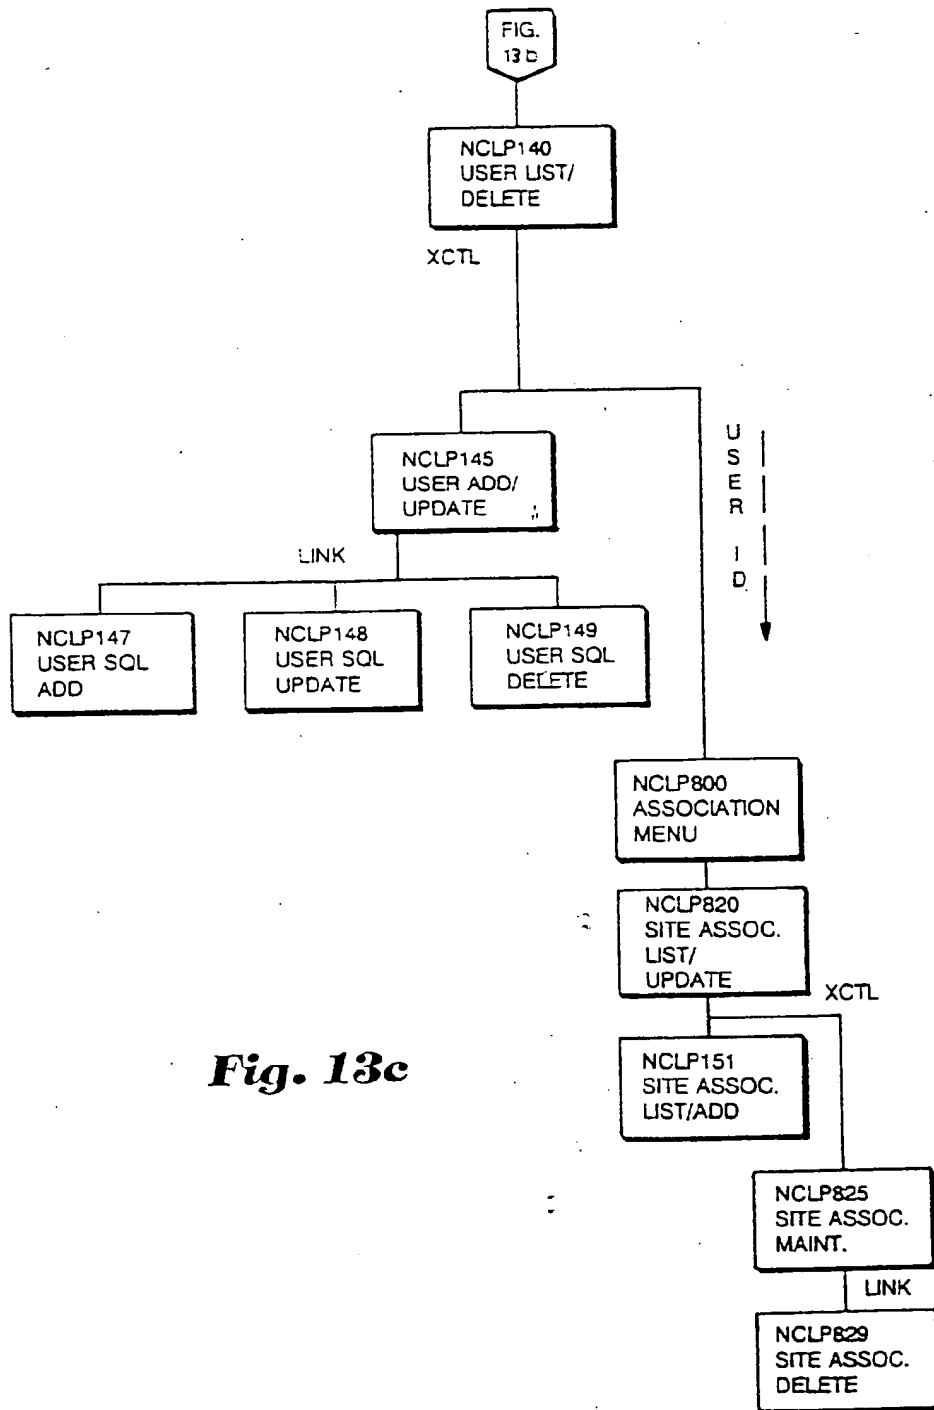 FIG.
13b
NCLP140
USER LIST/
DELETE
XCTL
NCLP145
USER ADD/
UPDATE
USER ID
LINK
NCLP147
USER SQL
ADD
NCLP148
USER SQL
UPDATE
NCLP149
USER SQL
DELETE
NCLP800
ASSOCIATION
MENU
NCLP820
SITE ASSOC.
LIST/
UPDATE
XCTL
NCLP151
SITE ASSOC.
LIST/ADD
Fig. 13c
NCLP825
SITE ASSOC.
MAINT.
LINK
NCLP829
SITE ASSOC.
DELETE